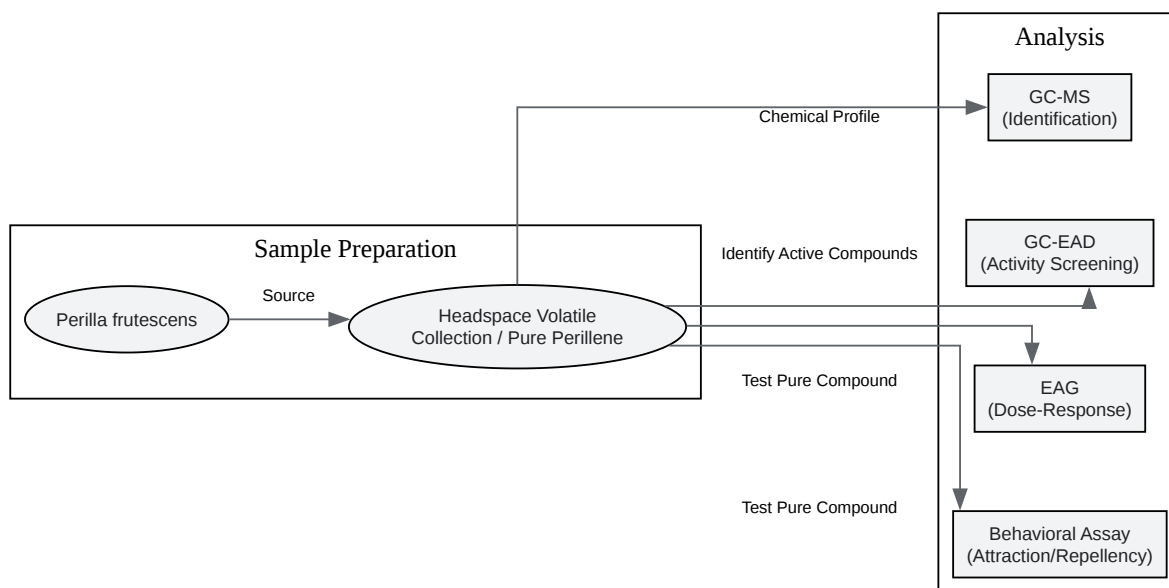 Analysis
GC-MS
(Identification)
Chemical Profile
Sample Preparation
GC-EAD
(Activity Screening)
Identify Active Compounds
Source
Perilla frutescens
Headspace Volatile
Collection / Pure Perillene
Test Pure Compound
EAG
(Dose-Response)
Test Pure Compound
Behavioral Assay
(Attraction/Repellency)